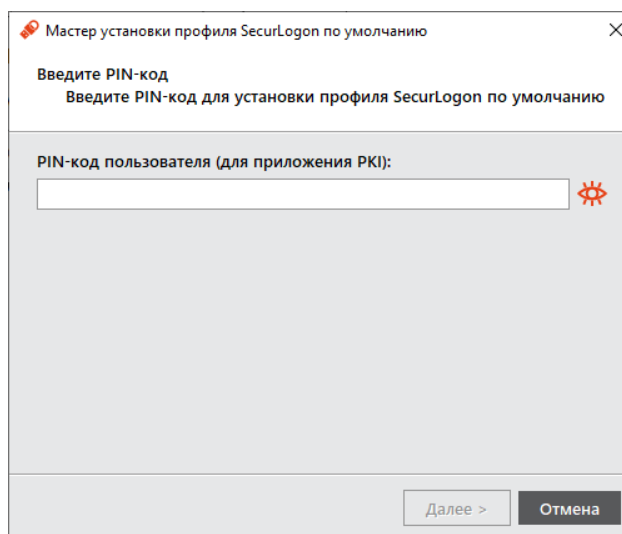 Мастер установки профиля SecurLogon по умолчанию
Введите PIN-код
Введите PIN-код для установки профиля SecurLogon по умолчанию
PIN-код пользователя (для приложения PKI):
Далее >
Отмена